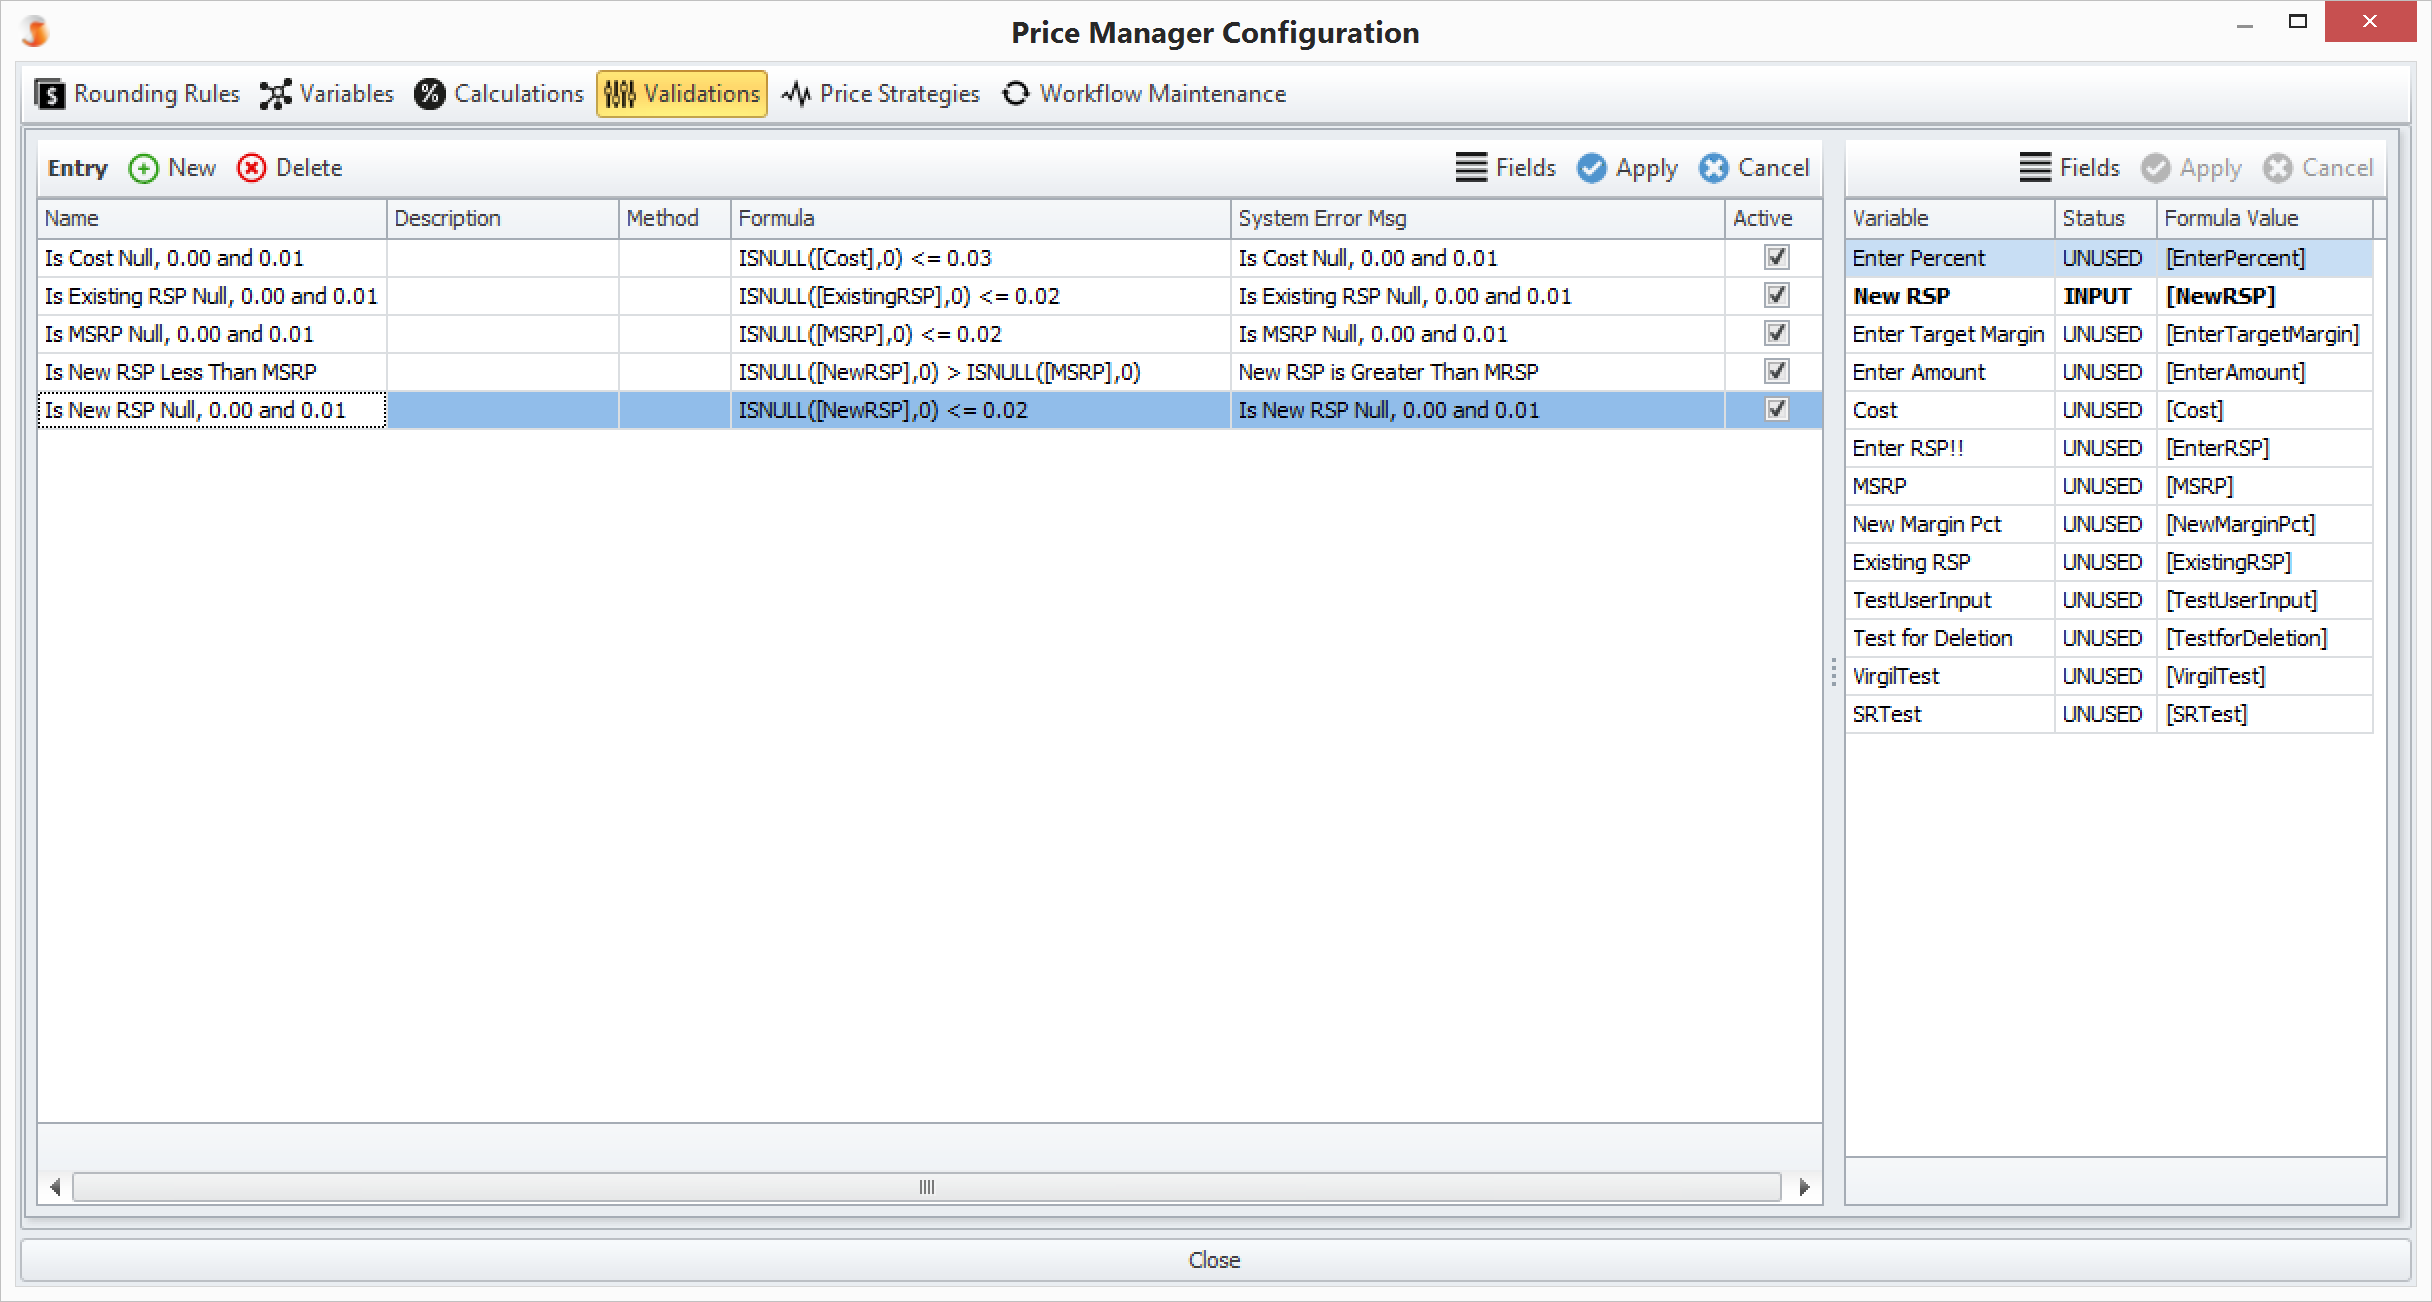 Price Manager Configuration
Rounding Rules Variables % Calculations Validations Price Strategies Workflow Maintenance
Entry New Delete Fields Apply Cancel Fields Apply Cancel
Name Description Method Formula System Error Msg Active Variable Status Formula Value
Is Cost Null, 0.00 and 0.01 ISNULL([Cost],0) <= 0.03 Is Cost Null, 0.00 and 0.01 Enter Percent UNUSED [EnterPercent]
Is Existing RSP Null, 0.00 and 0.01 ISNULL([ExistingRSP],0) <= 0.02 Is Existing RSP Null, 0.00 and 0.01 New RSP INPUT [NewRSP]
Is MSRP Null, 0.00 and 0.01 ISNULL([MSRP],0) <= 0.02 Is MSRP Null, 0.00 and 0.01 Enter Target Margin UNUSED [EnterTargetMargin]
Is New RSP Less Than MSRP ISNULL([NewRSP],0) > ISNULL([MSRP],0) New RSP is Greater Than MRSP Enter Amount UNUSED [EnterAmount]
Is New RSP Null, 0.00 and 0.01 ISNULL([NewRSP],0) <= 0.02 Is New RSP Null, 0.00 and 0.01 Cost UNUSED [Cost]
Enter RSP!! UNUSED [EnterRSP]
MSRP UNUSED [MSRP]
New Margin Pct UNUSED [NewMarginPct]
Existing RSP UNUSED [ExistingRSP]
TestUserInput UNUSED [TestUserInput]
Test for Deletion UNUSED [TestforDeletion]
VirgilTest UNUSED [VirgilTest]
SRTest UNUSED [SRTest]
Close